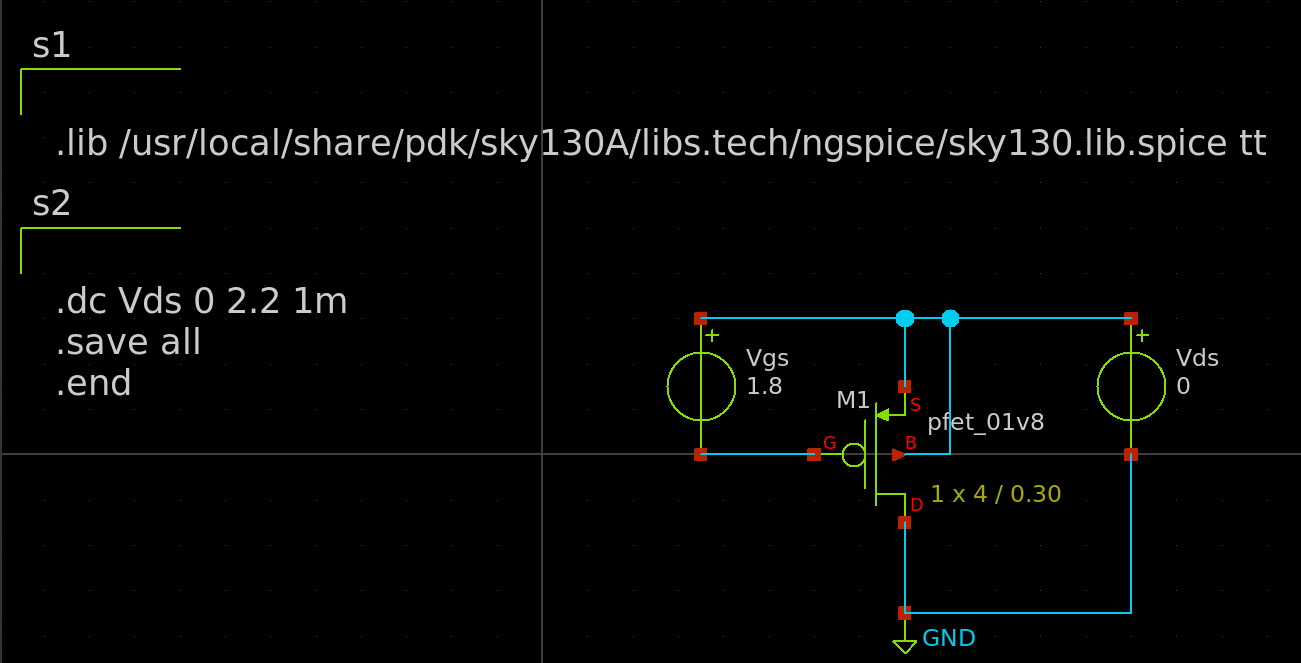 s1
.lib /usr/local/share/pdk/sky130A/libs.tech/ngspice/sky130.lib.spice tt
s2
.dc Vds 0 2.2 1m
.save all
.end
+
Vgs
1.8
M1
S
G
B
D
pfet_01v8
1 x 4 / 0.30
+
Vds
0
GND